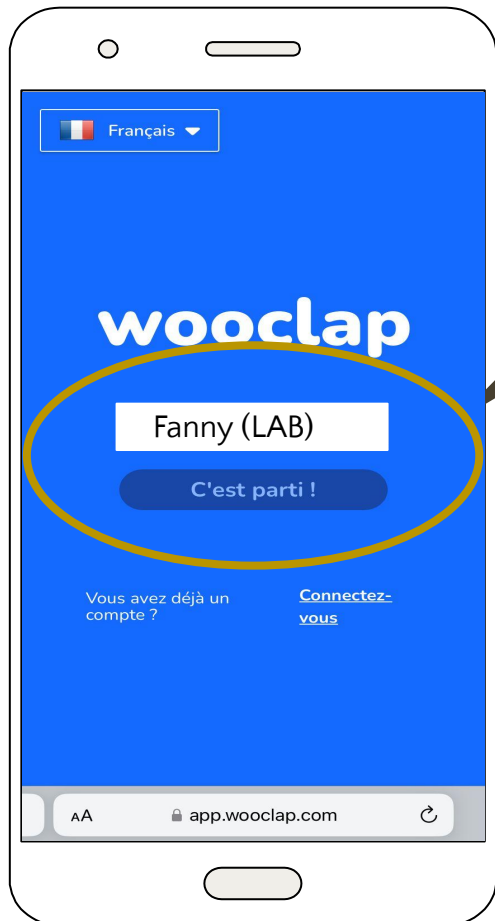 Français
wooclap
Fanny (LAB)
C'est parti !
Vous avez déjà un
compte ?
Connectez-
vous
AA
app.wooclap.com